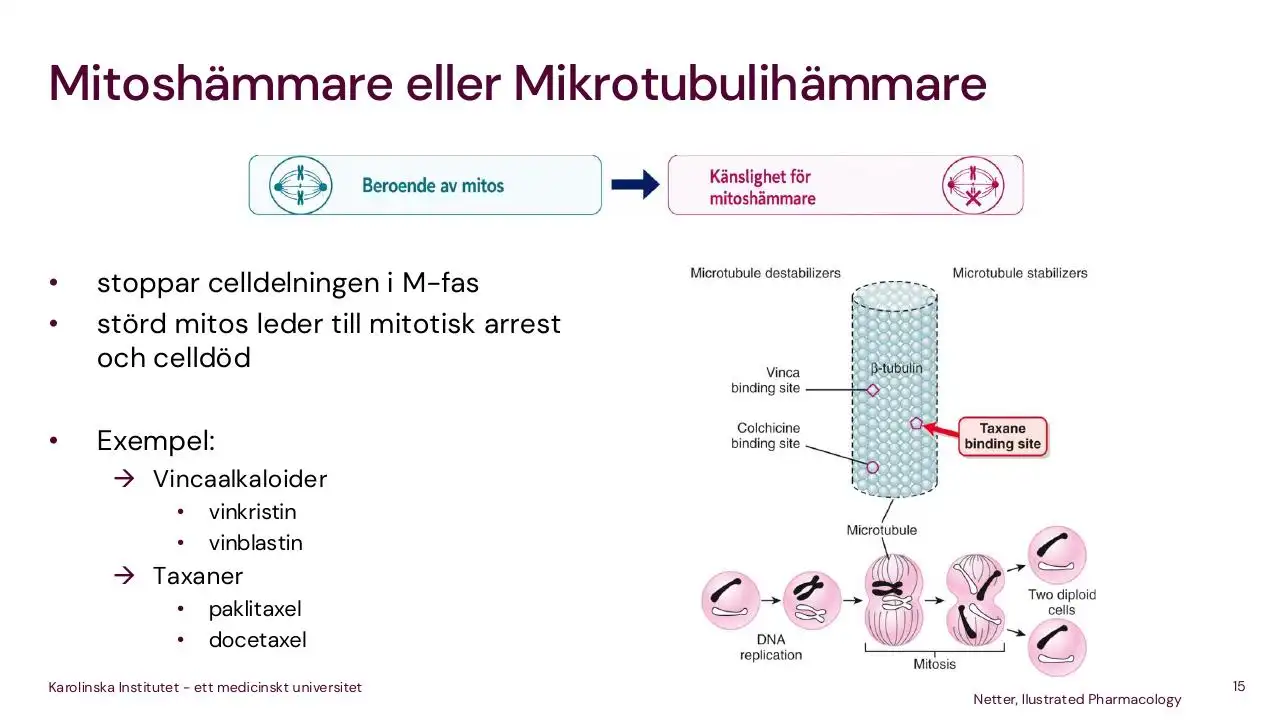 Mitoshämmare eller Mikrotubulihämmare
Beroende av mitos
Känslighet för
mitoshämmare
• stoppar celldelningen i M-fas
• störd mitos leder till mitotisk arrest
och celldöd
• Exempel:
→ Vincaalkaloider
• vinkristin
• vinblastin
→ Taxaner
• paklitaxel
• docetaxel
Microtubule destabilizers
Microtubule stabilizers
β-tubulin
Vinca
binding site
Colchicine
binding site
Taxane
binding site
Microtubule
DNA
replication
Mitosis
Two diploid
cells
Karolinska Institutet - ett medicinskt universitet
Netter, Ilustrated Pharmacology
15